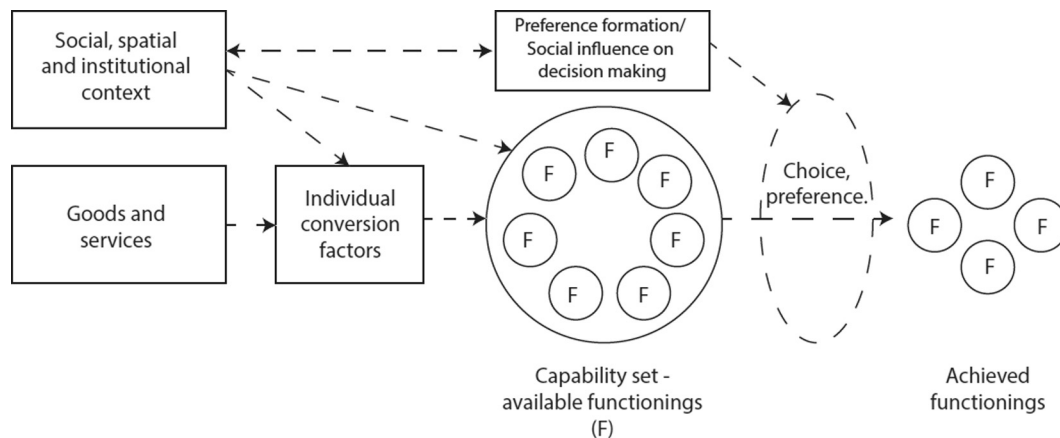 Social, spatial
and institutional
context
Preference formation/
Social influence on
decision making
Goods and
services
Individual
conversion
factors
F
F
F
F
F
F
F
Choice,
preference.
F
F
F
F
Capability set -
available functionings
(F)
Achieved
functionings